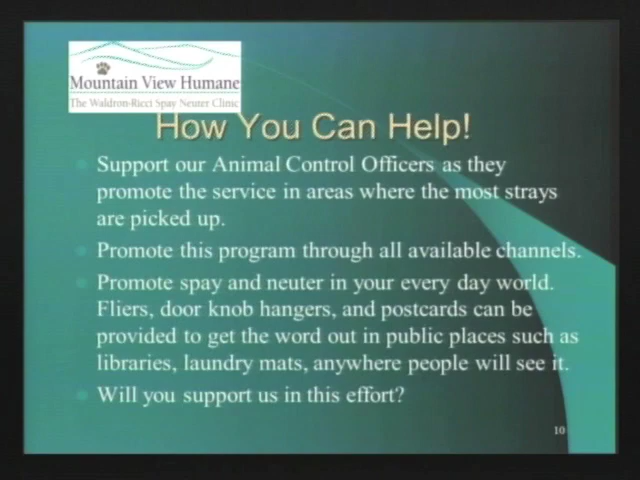 Mountain View Humane
The Waldron-Ricci Spay Neuter Clinic
How You Can Help!
Support our Animal Control Officers as they
promote the service in areas where the most strays
are picked up.
Promote this program through all available channels.
Promote spay and neuter in your every day world.
Fliers, door knob hangers, and postcards can be
provided to get the word out in public places such as
libraries, laundry mats, anywhere people will see it.
Will you support us in this effort?
10